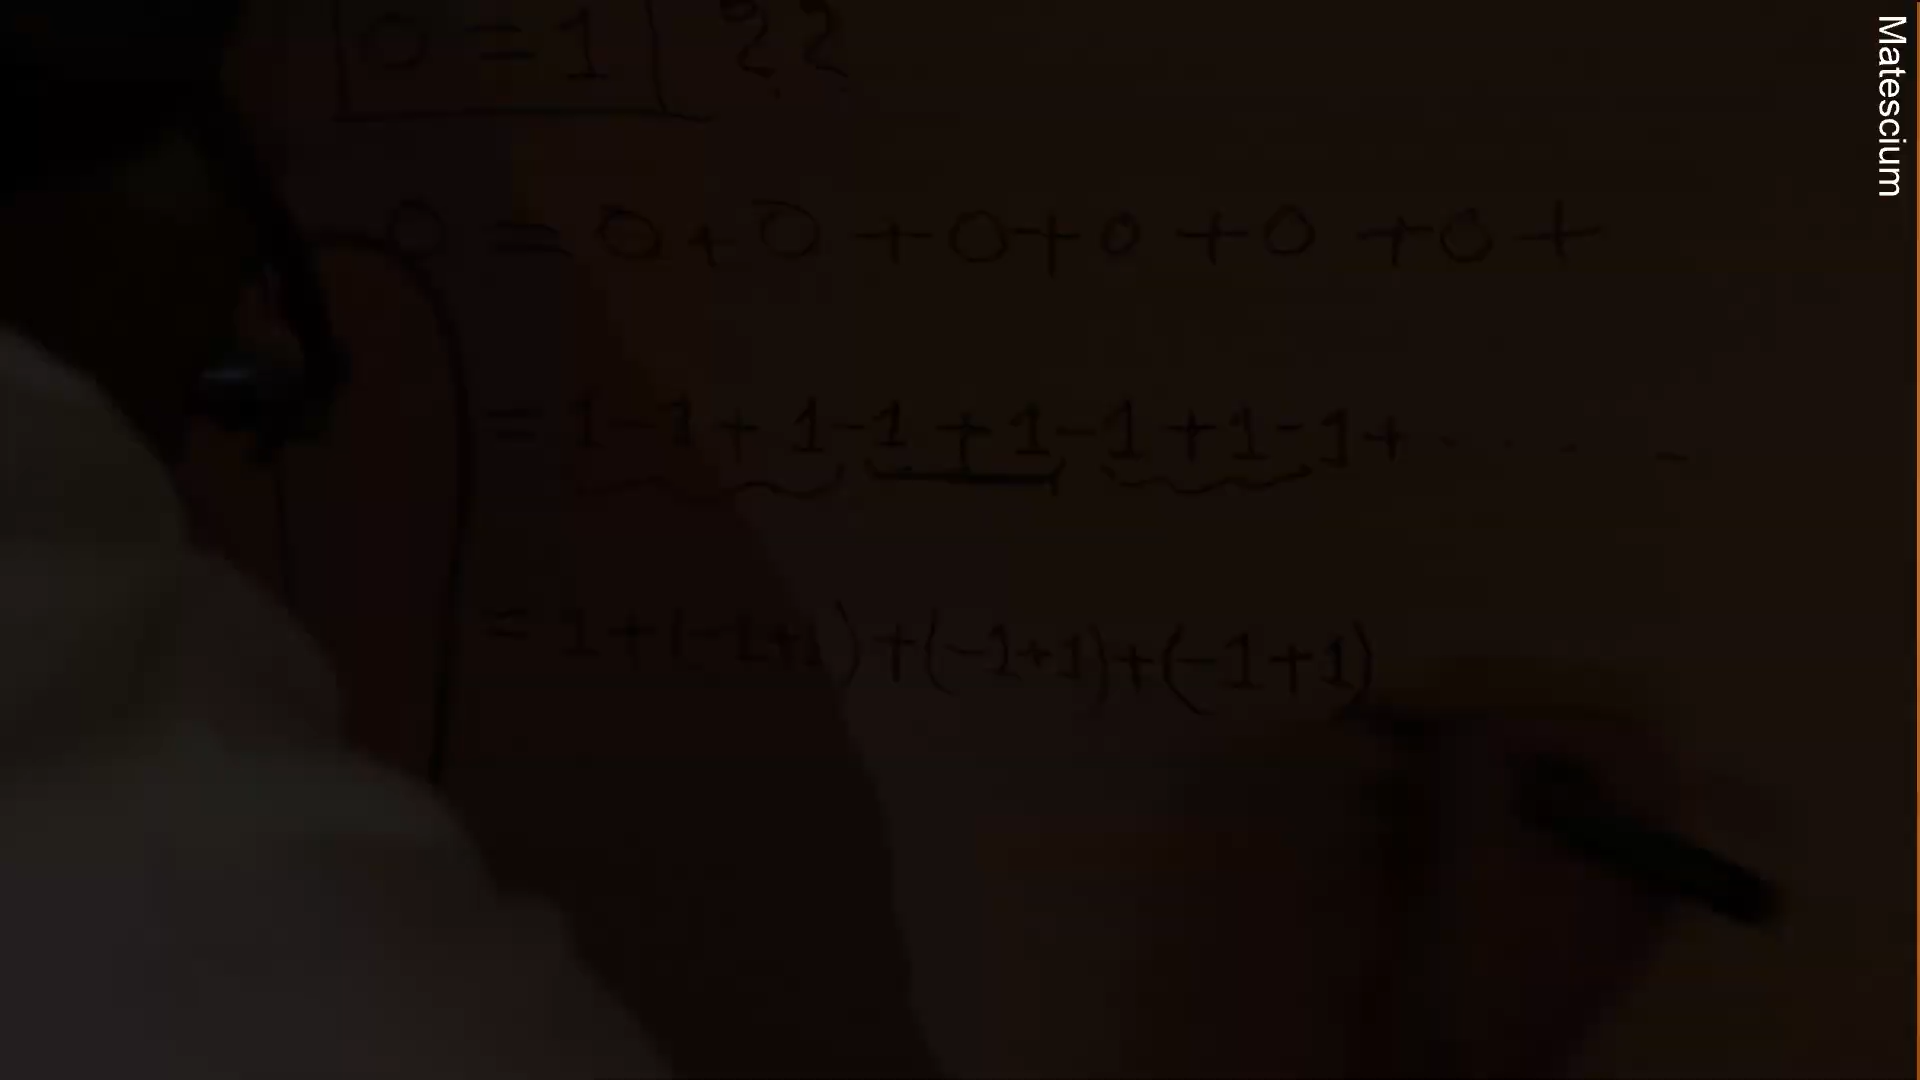 0 = 1 ??
0 = 0 + 0 + 0 + 0 + 0 + 0 +
= 1 - 1 + 1 - 1 + 1 - 1 + 1 - 1 + . . . -
= 1 + (-1+1) + (-1+1) + (-1+1)
Matescium